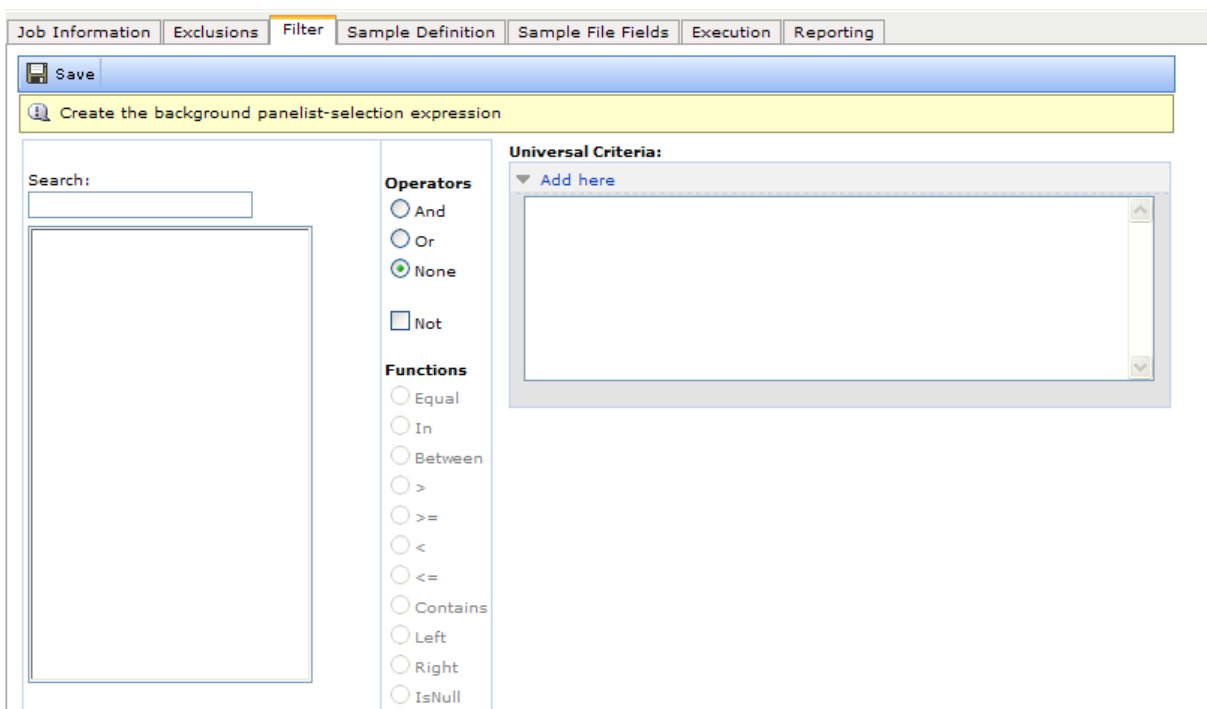 Job Information Exclusions Filter Sample Definition Sample File Fields Execution Reporting
Save
Create the background panelist-selection expression
Search:
Operators
And
Or
None
Not
Functions
Equal
In
Between
>
>=
<
<=
Contains
Left
Right
IsNull
Universal Criteria:
Add here